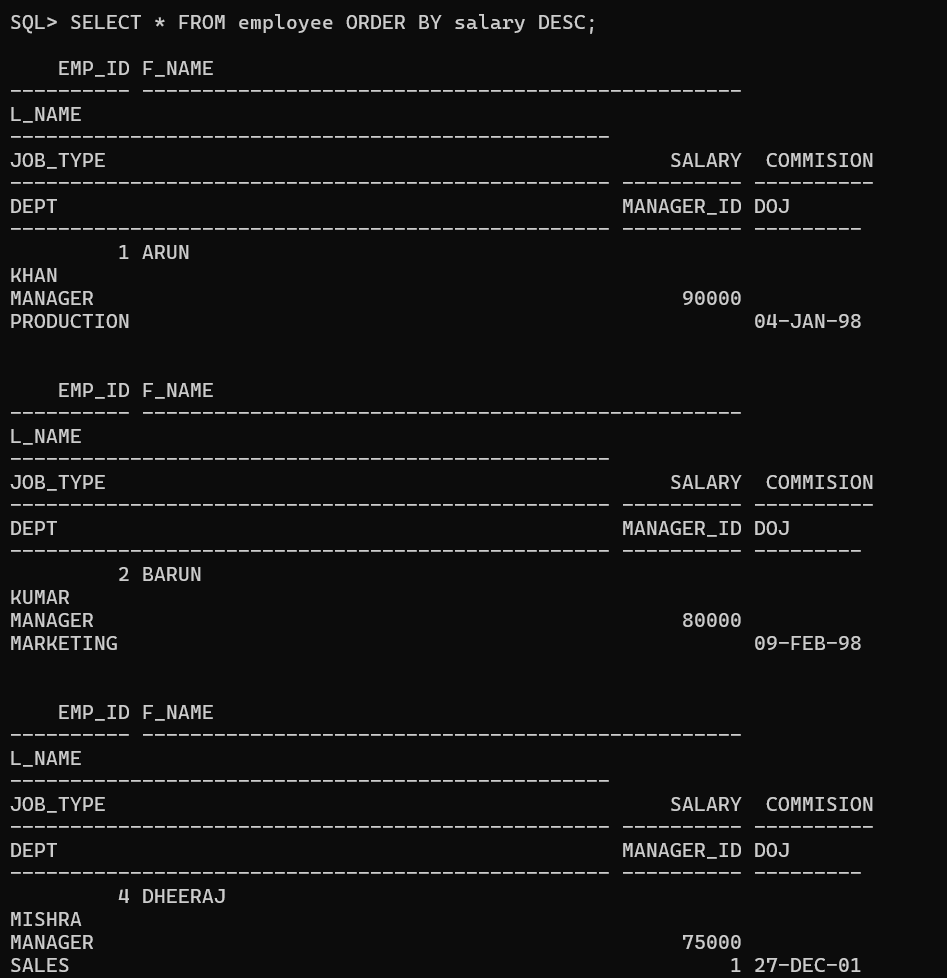 SQL> SELECT * FROM employee ORDER BY salary DESC;
    EMP_ID F_NAME
---------- --------------------------------------------------
L_NAME
--------------------------------------------------
JOB_TYPE                                               SALARY  COMMISION
-------------------------------------------------- ---------- ----------
DEPT                                               MANAGER_ID DOJ
-------------------------------------------------- ---------- ---------
         1 ARUN
KHAN
MANAGER                                                 90000
PRODUCTION                                                    04-JAN-98
    EMP_ID F_NAME
---------- --------------------------------------------------
L_NAME
--------------------------------------------------
JOB_TYPE                                               SALARY  COMMISION
-------------------------------------------------- ---------- ----------
DEPT                                               MANAGER_ID DOJ
-------------------------------------------------- ---------- ---------
         2 BARUN
KUMAR
MANAGER                                                 80000
MARKETING                                                     09-FEB-98
    EMP_ID F_NAME
---------- --------------------------------------------------
L_NAME
--------------------------------------------------
JOB_TYPE                                               SALARY  COMMISION
-------------------------------------------------- ---------- ----------
DEPT                                               MANAGER_ID DOJ
-------------------------------------------------- ---------- ---------
         4 DHEERAJ
MISHRA
MANAGER                                                 75000
SALES                                                       1 27-DEC-01